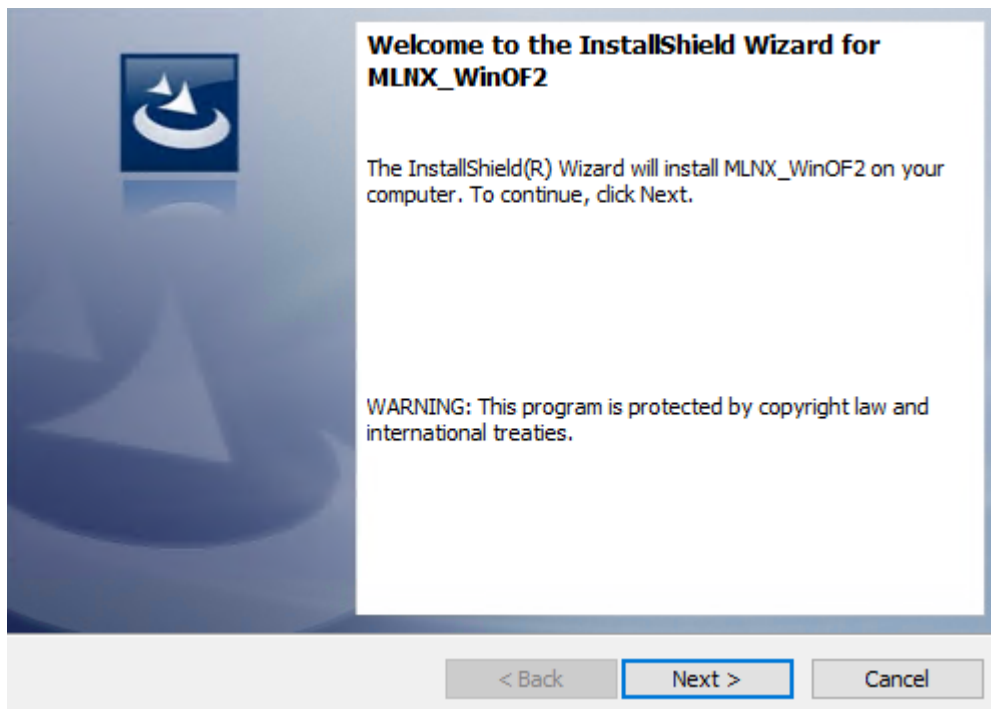 Welcome to the InstallShield Wizard for
MLNX_WinOF2
The InstallShield(R) Wizard will install MLNX_WinOF2 on your
computer. To continue, click Next.
WARNING: This program is protected by copyright law and
international treaties.
< Back
Next >
Cancel